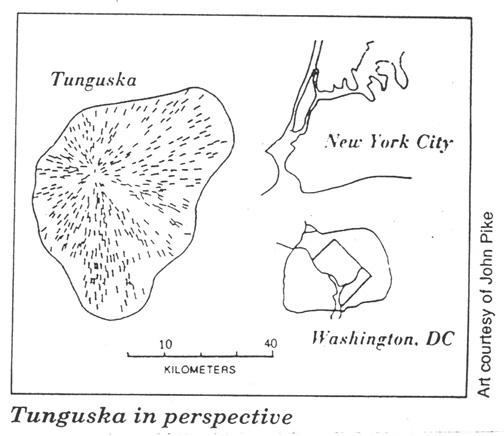 Tunguska
New York City
Washington, DC
10 40
KILOMETERS
Art courtesy of John Pike
Tunguska in perspective